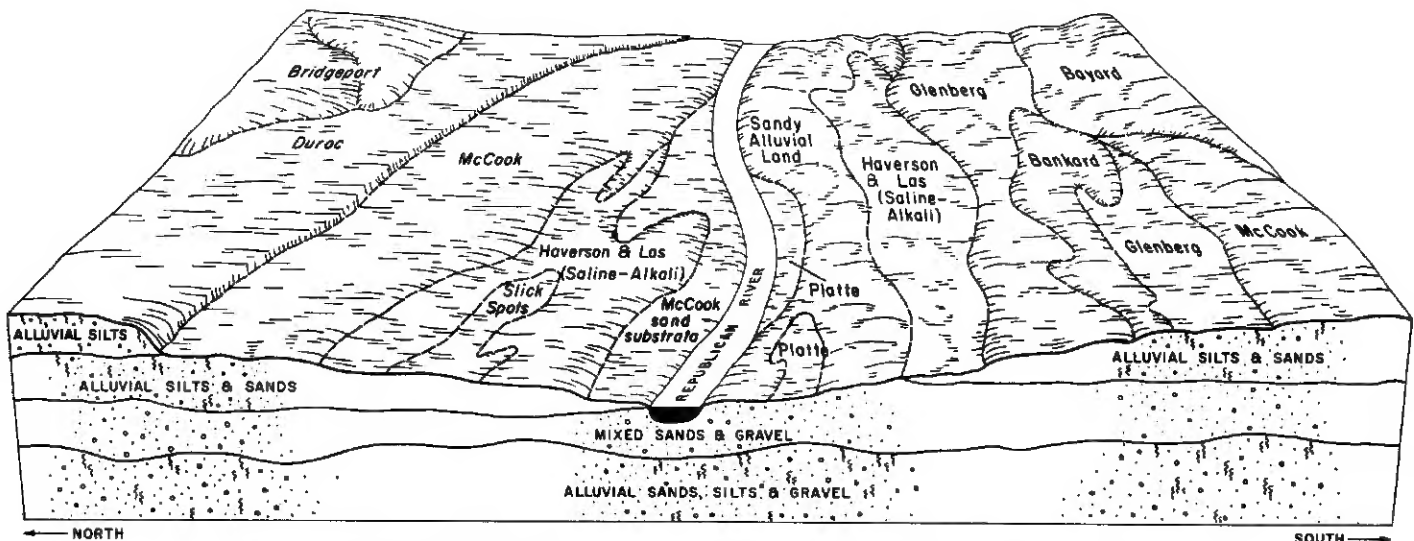 Bridgeport
Duroc
McCook
Haverson & Las
(Saline-Alkali)
Slick
Spots
McCook
sand
substrata
REPUBLICAN RIVER
Sandy
Alluvial
Land
Platte
Platte
Haverson
& Las
(Saline-
Alkali)
Glenberg
Bayard
Bankard
Glenberg
McCook
ALLUVIAL SILTS
ALLUVIAL SILTS & SANDS
ALLUVIAL SILTS & SANDS
MIXED SANDS & GRAVEL
ALLUVIAL SANDS, SILTS, & GRAVEL
NORTH
SOUTH